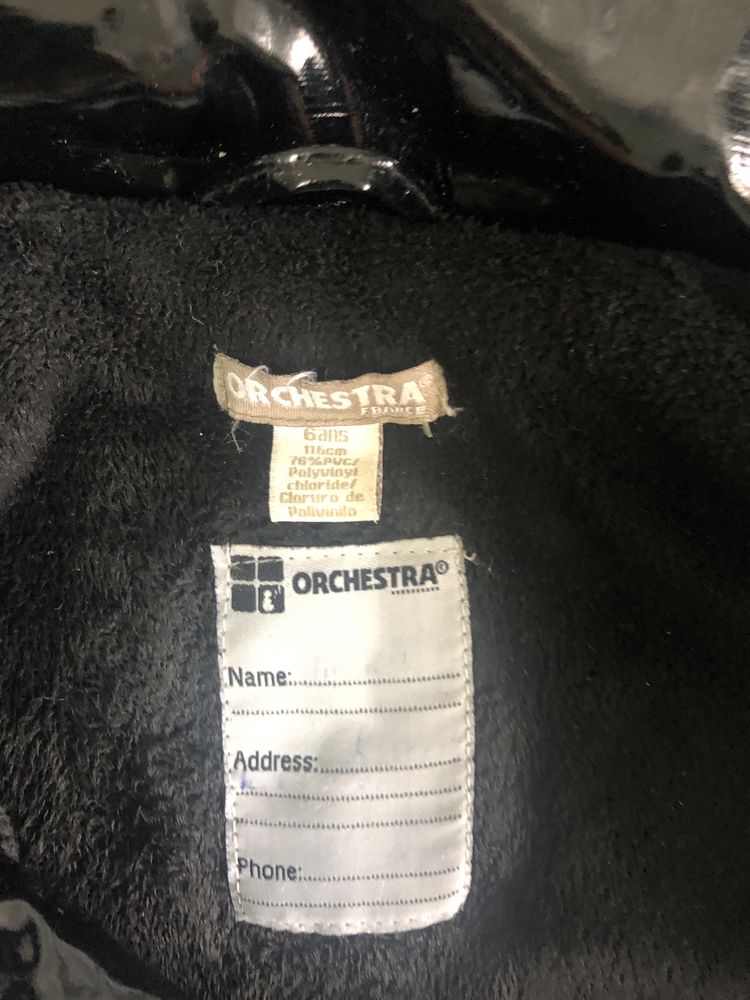 ORCHESTRA®
FRANCE
6ans
116cm
76%PVC/
Polyvinyl
chloride/
Cloruro de
Polivinilo
ORCHESTRA®
Name:
Address:
Phone: